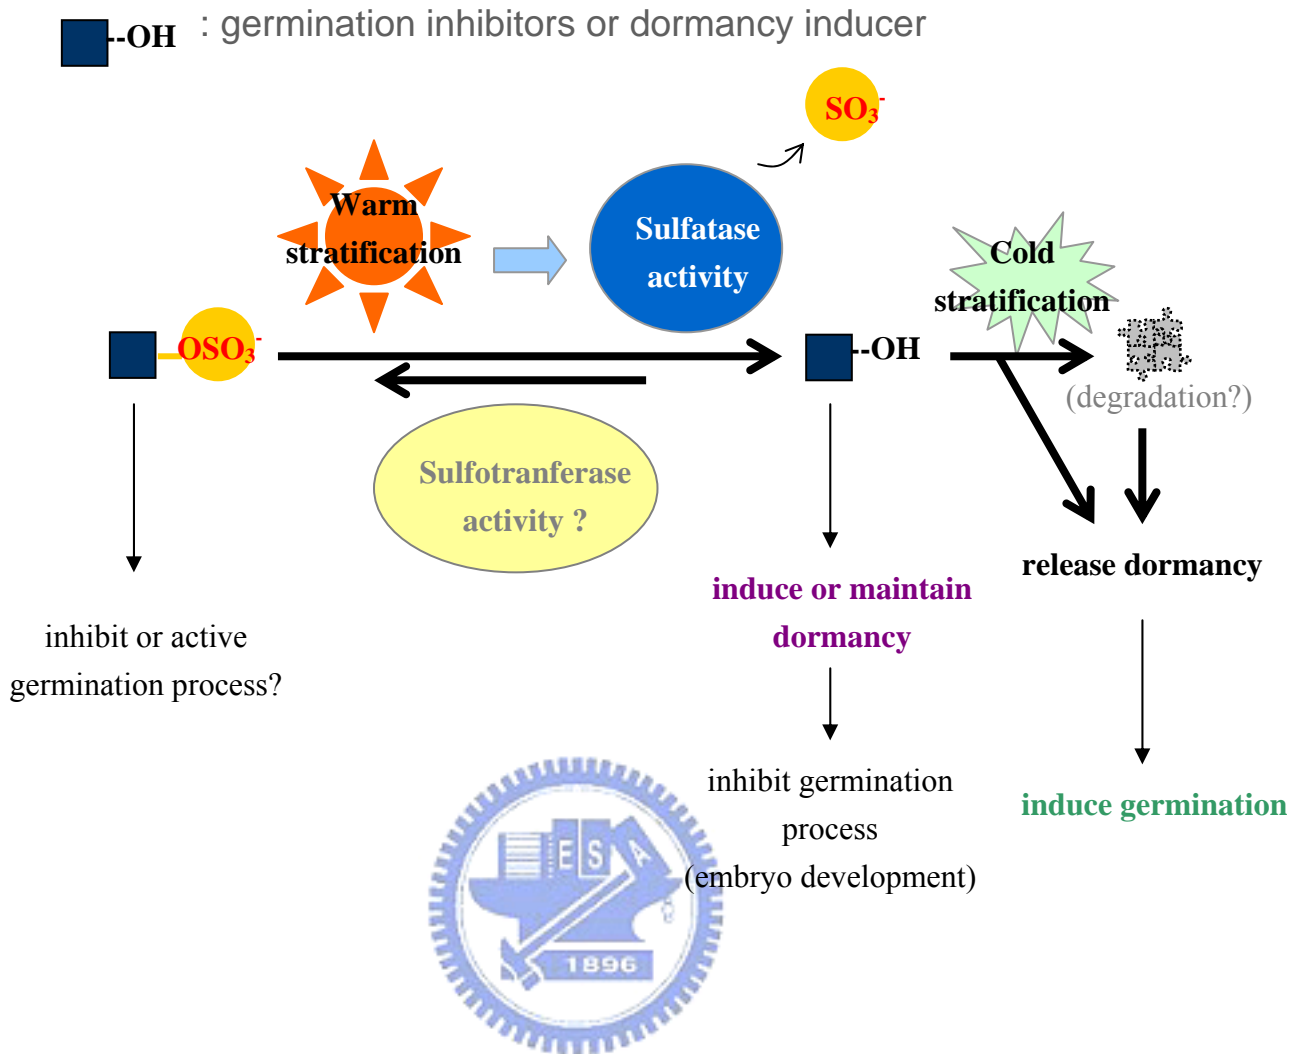 --OH : germination inhibitors or dormancy inducer
SO₃⁻
Warm
stratification
Sulfatase
activity
Cold
stratification
OSO₃⁻
--OH
(degradation?)
Sulfotranferase
activity ?
release dormancy
induce or maintain
dormancy
inhibit or active
germination process?
inhibit germination
process
(embryo development)
induce germination
E S A
1896